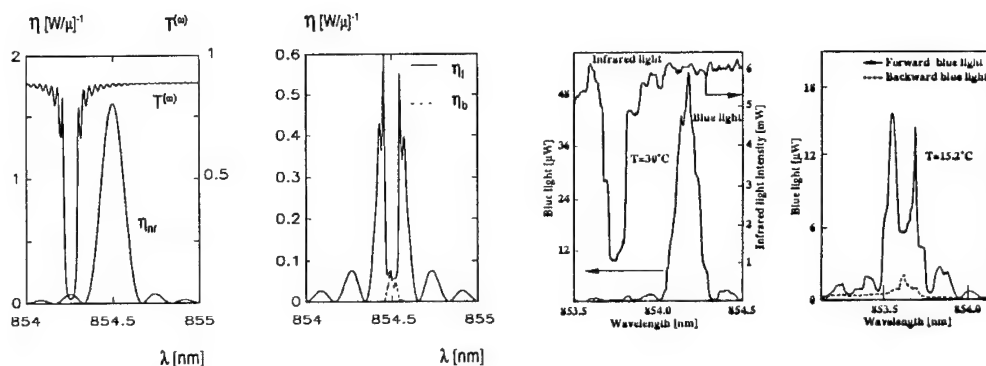 η [W/μ]⁻¹
T^(ω)
2
1
T^(ω)
1
0.5
η_nr
0
854
854.5
855
λ [nm]
η [W/μ]⁻¹
0.6
0.5
0.4
0.3
0.2
0.1
0
η_f
η_b
854
854.5
855
λ [nm]
Infrared light
Blue light
T=30°C
48
36
24
12
Blue light [μW]
6
5
4
3
2
1
Infrared light Intensity [mW]
853.5
854.0
854.5
Wavelength [nm]
Forward blue light
Backward blue light
T=15.2°C
18
12
6
0
Blue light [μW]
853.5
854.0
Wavelength [nm]